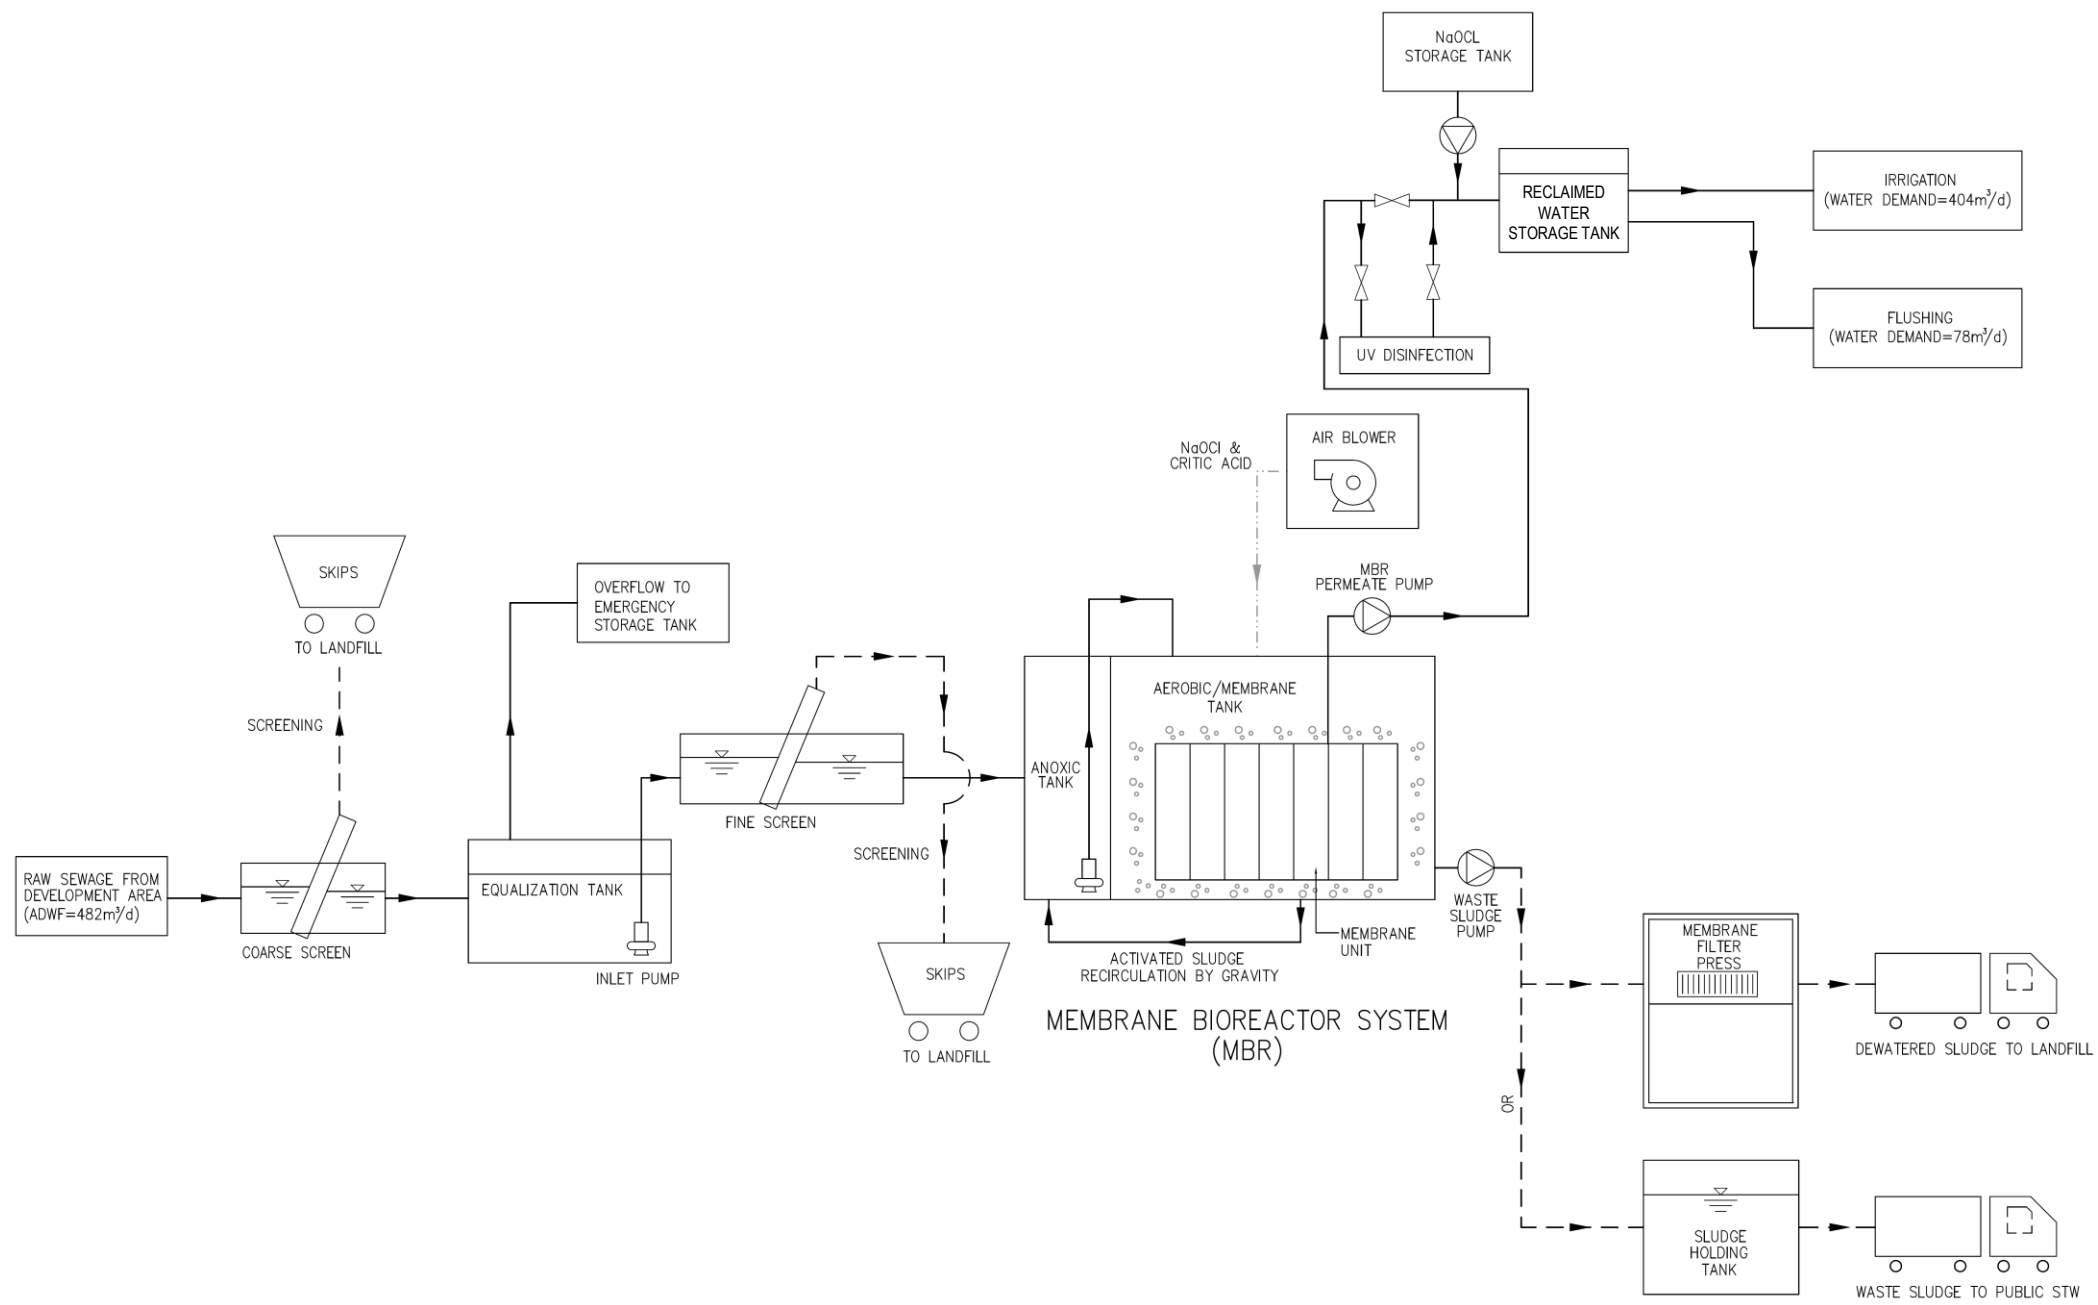 NaOCL
STORAGE TANK
RECLAIMED
WATER
STORAGE TANK
IRRIGATION
(WATER DEMAND=404m³/d)
FLUSHING
(WATER DEMAND=78m³/d)
UV DISINFECTION
AIR BLOWER
NaOCl &
CRITIC ACID
MBR
PERMEATE PUMP
SKIPS
TO LANDFILL
SCREENING
OVERFLOW TO
EMERGENCY
STORAGE TANK
RAW SEWAGE FROM
DEVELOPMENT AREA
(ADWF=482m³/d)
COARSE SCREEN
EQUALIZATION TANK
INLET PUMP
FINE SCREEN
SCREENING
SKIPS
TO LANDFILL
ANOXIC
TANK
AEROBIC/MEMBRANE
TANK
MEMBRANE
UNIT
ACTIVATED SLUDGE
RECIRCULATION BY GRAVITY
MEMBRANE BIOREACTOR SYSTEM
(MBR)
WASTE
SLUDGE
PUMP
OR
MEMBRANE
FILTER
PRESS
DEWATERED SLUDGE TO LANDFILL
SLUDGE
HOLDING
TANK
WASTE SLUDGE TO PUBLIC STW